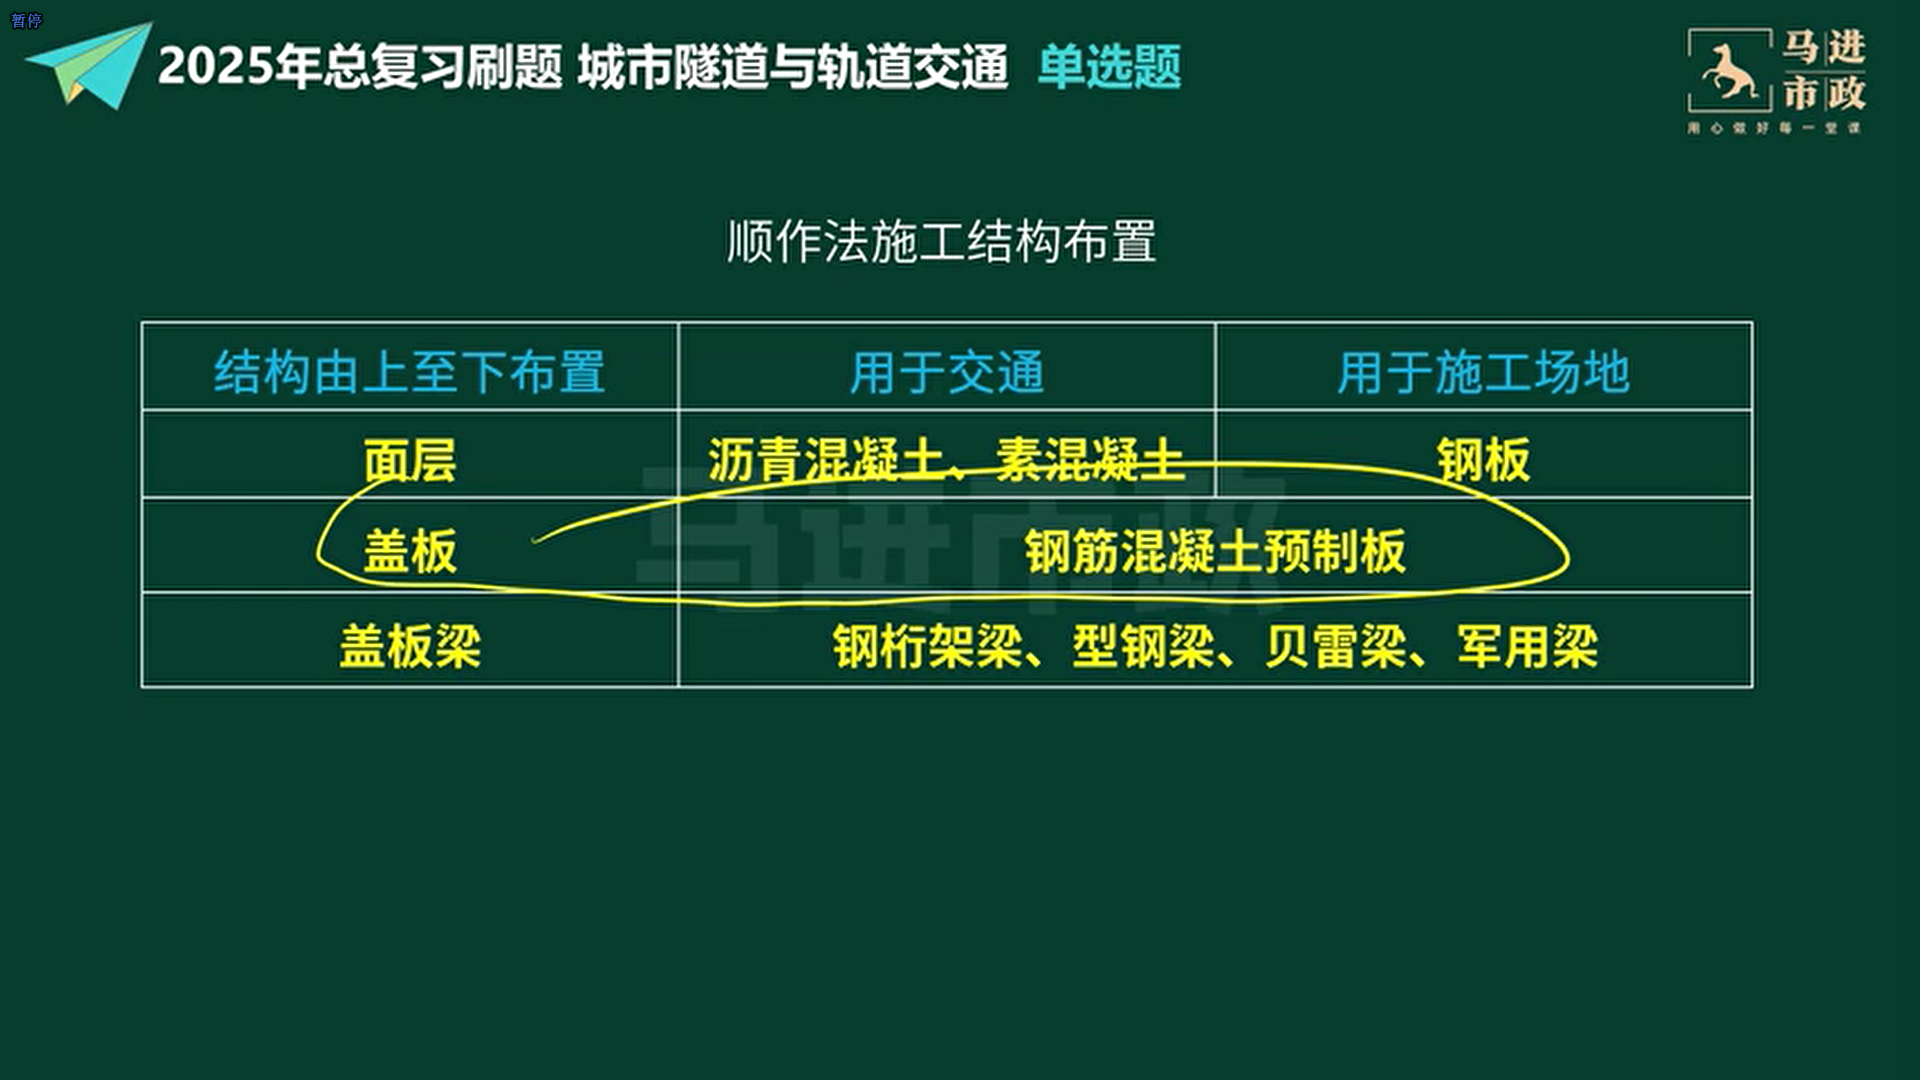 暂停
2025年总复习刷题 城市隧道与轨道交通 单选题
马进
市政
用心做好每一堂课
顺作法施工结构布置
结构由上至下布置 用于交通 用于施工场地
面层 沥青混凝土、素混凝土 钢板
盖板 钢筋混凝土预制板
盖板梁 钢桁架梁、型钢梁、贝雷梁、军用梁
马进市政